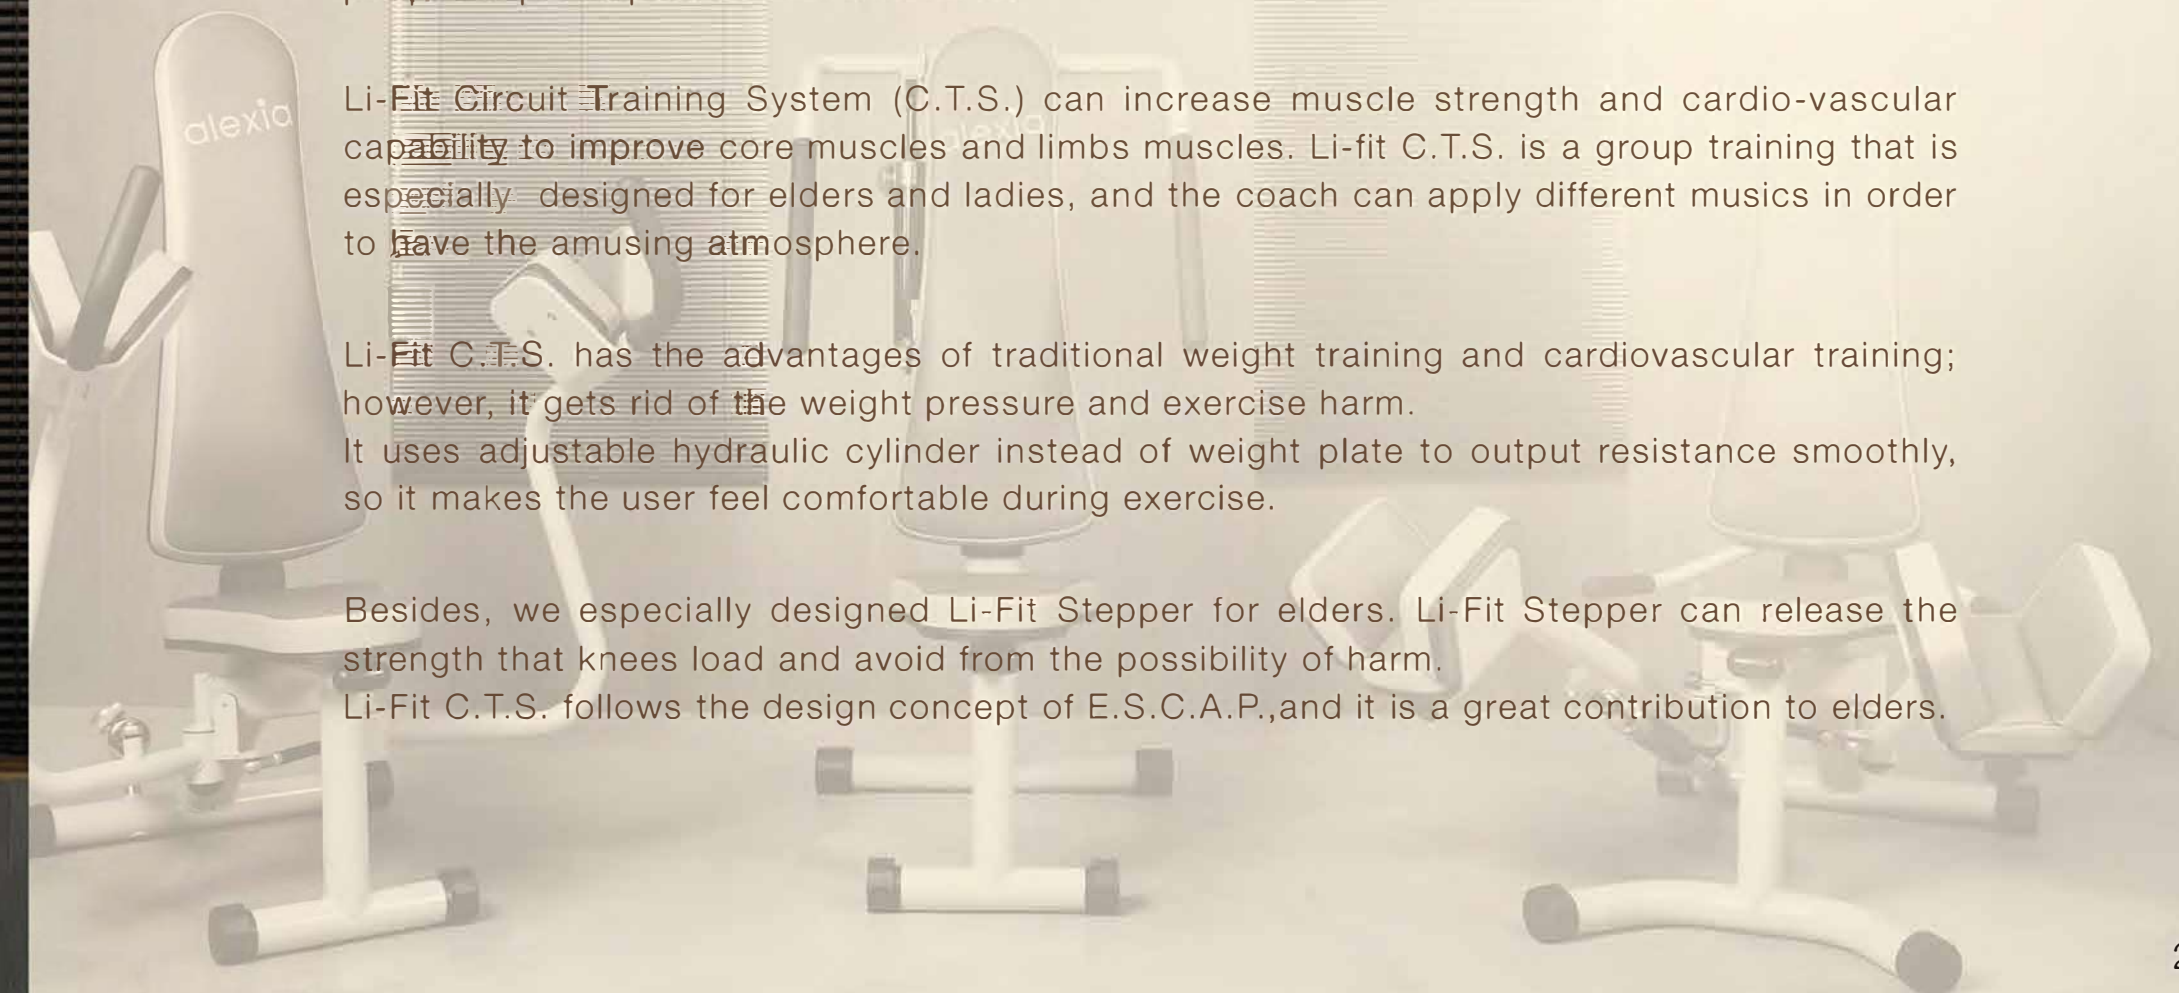 Li-Fit Circuit Training System (C.T.S.) can increase muscle strength and cardio-vascular
capability to improve core muscles and limbs muscles. Li-fit C.T.S. is a group training that is
especially designed for elders and ladies, and the coach can apply different musics in order
to have the amusing atmosphere.
Li-Fit C.T.S. has the advantages of traditional weight training and cardiovascular training;
however, it gets rid of the weight pressure and exercise harm.
It uses adjustable hydraulic cylinder instead of weight plate to output resistance smoothly,
so it makes the user feel comfortable during exercise.
Besides, we especially designed Li-Fit Stepper for elders. Li-Fit Stepper can release the
strength that knees load and avoid from the possibility of harm.
Li-Fit C.T.S. follows the design concept of E.S.C.A.P.,and it is a great contribution to elders.
alexia
alexia